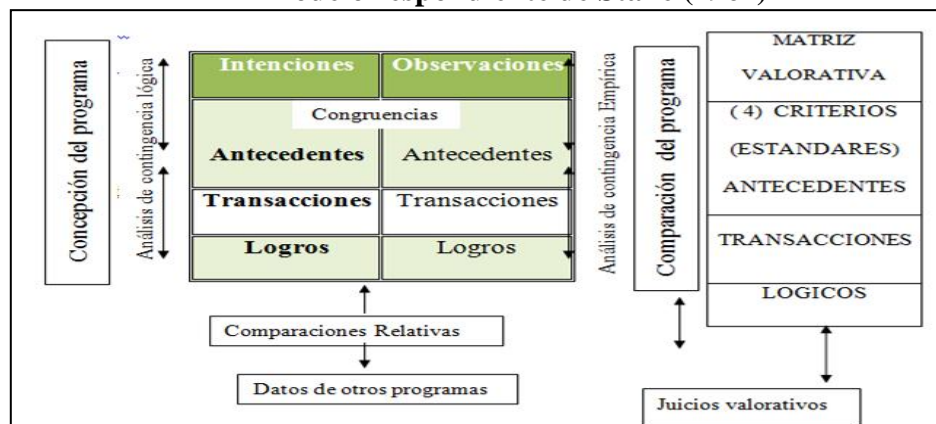 Concepción del programa
Análisis de contingencia lógica
Intenciones Observaciones
Congruencias
Antecedentes Antecedentes
Transacciones Transacciones
Logros Logros
Análisis de contingencia Empírica
Comparación del programa
MATRIZ
VALORATIVA
( 4) CRITERIOS
(ESTANDARES)
ANTECEDENTES
TRANSACCIONES
LOGICOS
Comparaciones Relativas
Datos de otros programas
Juicios valorativos